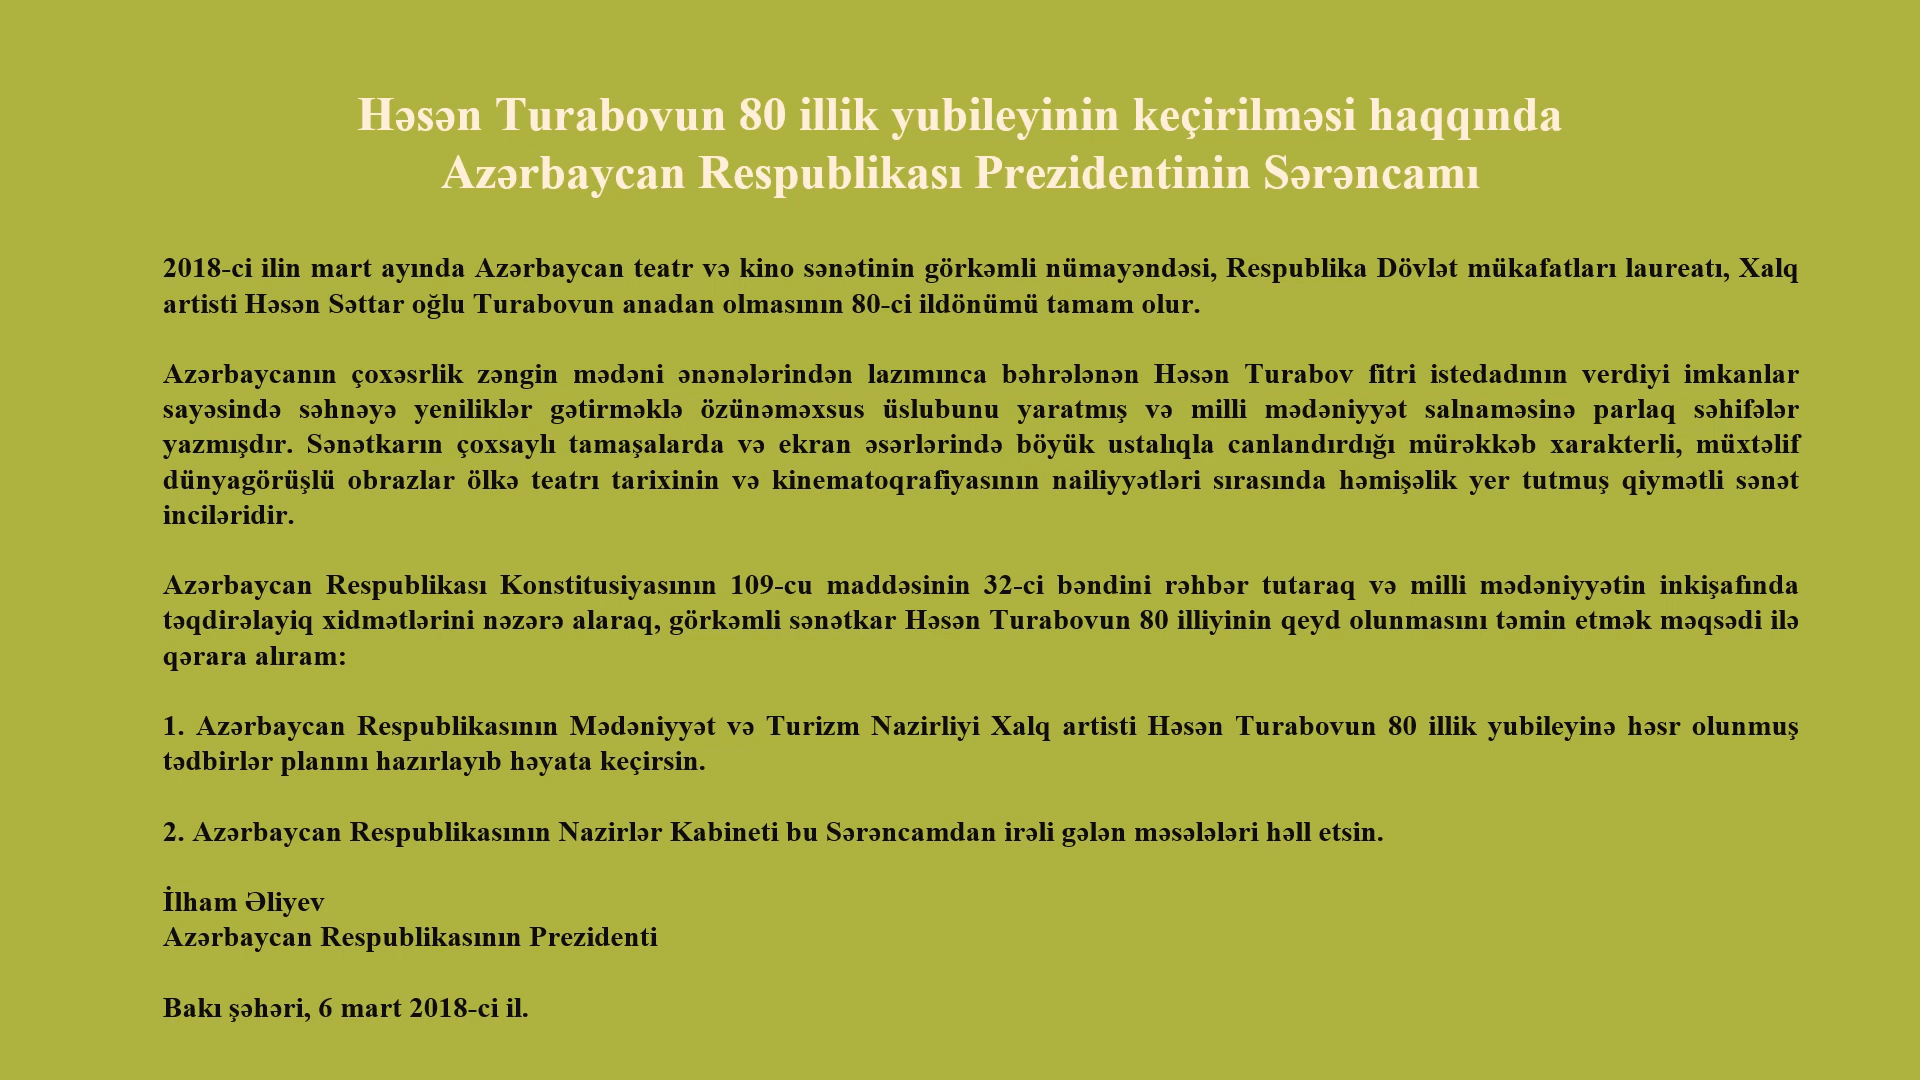 Həsən Turabovun 80 illik yubileyinin keçirilməsi haqqında
Azərbaycan Respublikası Prezidentinin Sərəncamı
2018-ci ilin mart ayında Azərbaycan teatr və kino sənətinin görkəmli nümayəndəsi, Respublika Dövlət mükafatları laureatı, Xalq
artisti Həsən Səttar oğlu Turabovun anadan olmasının 80-ci ildönümü tamam olur.
Azərbaycanın çoxəsrlik zəngin mədəni ənənələrindən lazımınca bəhrələnən Həsən Turabov fitri istedadının verdiyi imkanlar
sayəsində səhnəyə yeniliklər gətirməklə özünəməxsus üslubunu yaratmış və milli mədəniyyət salnaməsinə parlaq səhifələr
yazmışdır. Sənətkarın çoxsaylı tamaşalarda və ekran əsərlərində böyük ustalıqla canlandırdığı mürəkkəb xarakterli, müxtəlif
dünyagörüşlü obrazlar ölkə teatrı tarixinin və kinematoqrafiyasının nailiyyətləri sırasında həmişəlik yer tutmuş qiymətli sənət
inciləridir.
Azərbaycan Respublikası Konstitusiyasının 109-cu maddəsinin 32-ci bəndini rəhbər tutaraq və milli mədəniyyətin inkişafında
təqdirəlayiq xidmətlərini nəzərə alaraq, görkəmli sənətkar Həsən Turabovun 80 illiyinin qeyd olunmasını təmin etmək məqsədi ilə
qərara alıram:
1. Azərbaycan Respublikasının Mədəniyyət və Turizm Nazirliyi Xalq artisti Həsən Turabovun 80 illik yubileyinə həsr olunmuş
tədbirlər planını hazırlayıb həyata keçirsin.
2. Azərbaycan Respublikasının Nazirlər Kabineti bu Sərəncamdan irəli gələn məsələləri həll etsin.
İlham Əliyev
Azərbaycan Respublikasının Prezidenti
Bakı şəhəri, 6 mart 2018-ci il.